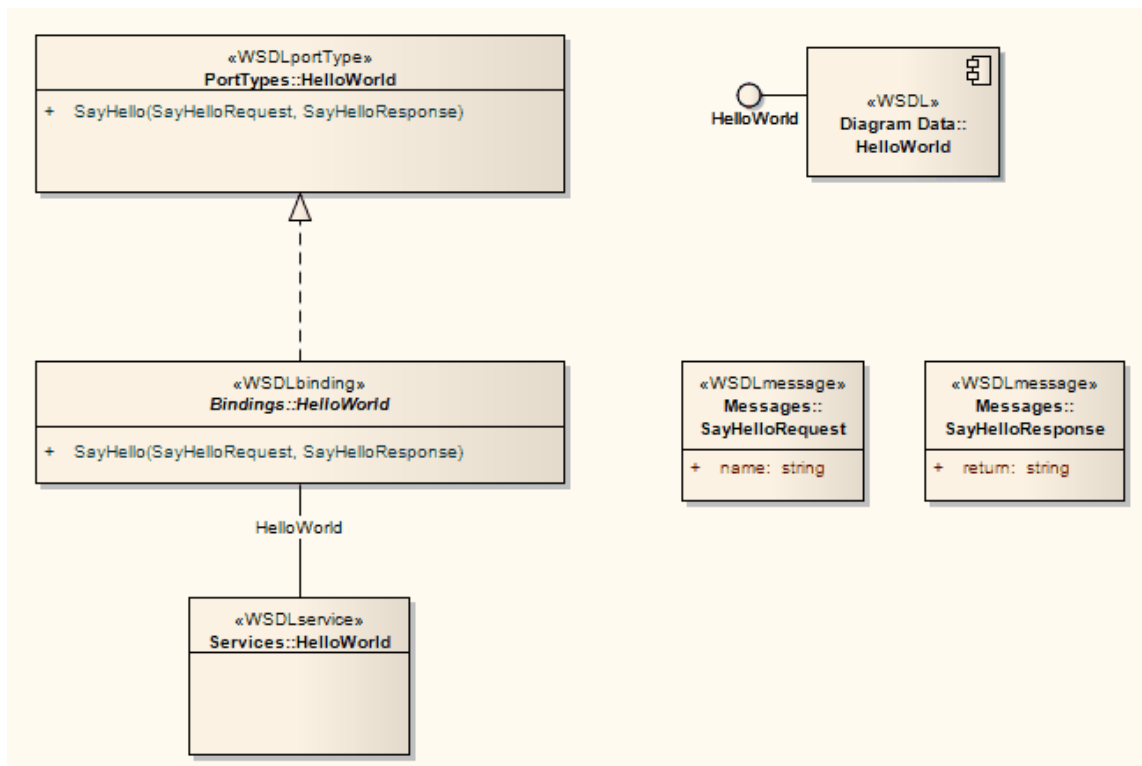 «WSDLportType»
PortTypes::HelloWorld
+ SayHello(SayHelloRequest, SayHelloResponse)
HelloWorld
«WSDL»
Diagram Data::
HelloWorld
«WSDLbinding»
Bindings::HelloWorld
+ SayHello(SayHelloRequest, SayHelloResponse)
«WSDLmessage»
Messages::
SayHelloRequest
+ name: string
«WSDLmessage»
Messages::
SayHelloResponse
+ return: string
HelloWorld
«WSDLservice»
Services::HelloWorld